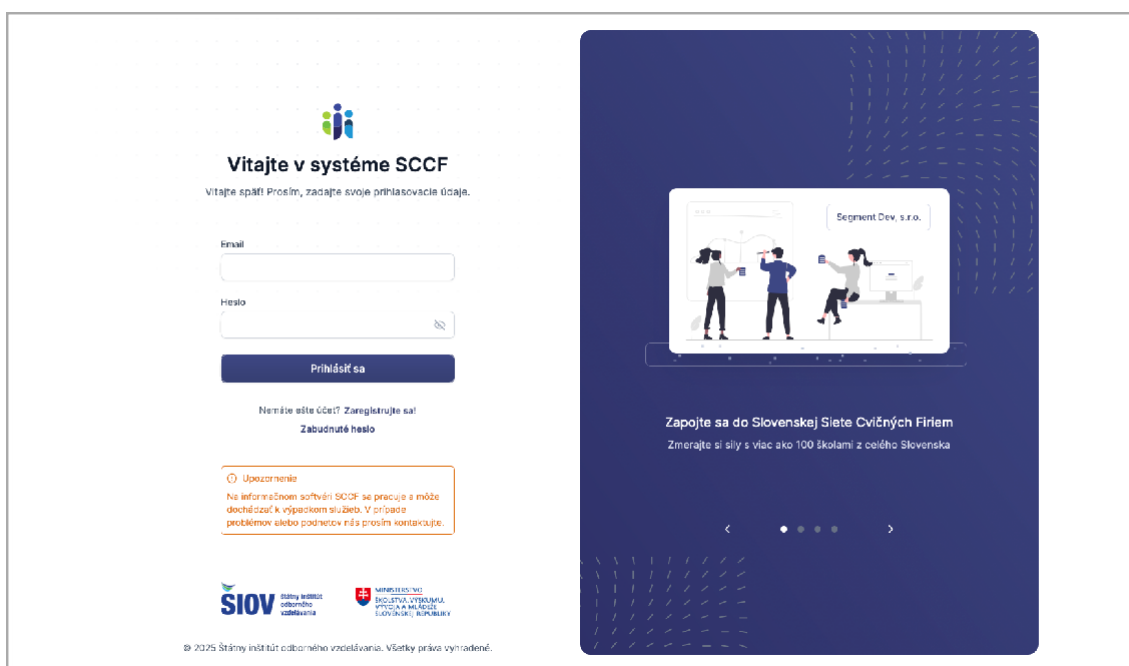 Vitajte v systéme SCCF
Vitajte späť! Prosím, zadajte svoje prihlasovacie údaje.
Email
Heslo
Prihlásiť sa
Nemáte ešte účet? Zaregistrujte sa!
Zabudnuté heslo
Upozornenie
Na informačnom softvéri SCCF sa pracuje a môže
dochádzať k výpadkom služieb. V prípade
problémov alebo podnetov nás prosím kontaktujte.
ŠIOV
štátny inštitút
odborného
vzdelávania
MINISTERSTVO
ŠKOLSTVA, VÝSKUMU,
VÝVOJA A MLÁDEŽE
SLOVENSKEJ REPUBLIKY
© 2025 Štátny inštitút odborného vzdelávania. Všetky práva vyhradené.
Segment Dev, s.r.o.
Zapojte sa do Slovenskej Siete Cvičných Firiem
Zmerajte si sily s viac ako 100 školami z celého Slovenska